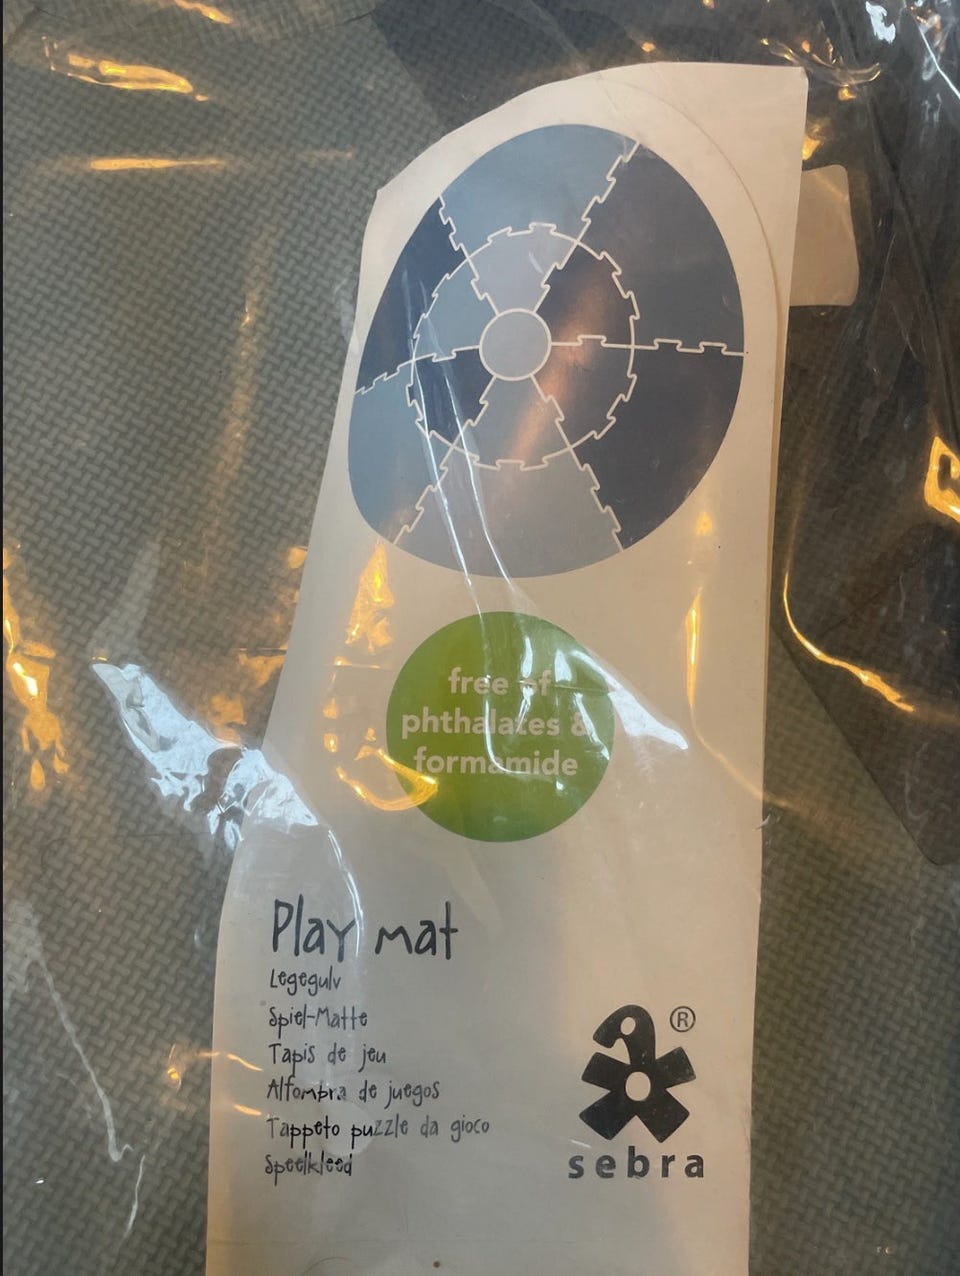 free of
phthalates &
formamide
Play mat
Legegulv
Spiel-Matte
Tapis de jeu
Alfombra de juegos
Tappeto puzzle da gioco
Speelkleed
®
sebra